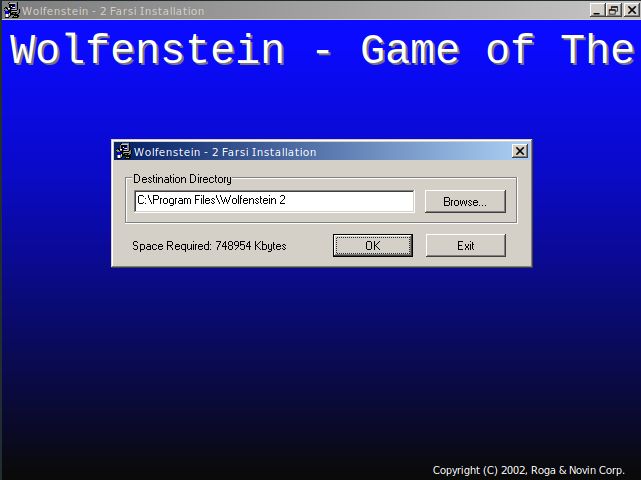 Wolfenstein - 2 Farsi Installation
Wolfenstein - Game of The
Wolfenstein - 2 Farsi Installation
Destination Directory
C:\Program Files\Wolfenstein 2
Browse...
Space Required: 748954 Kbytes
OK
Exit
Copyright (C) 2002, Roga & Novin Corp.